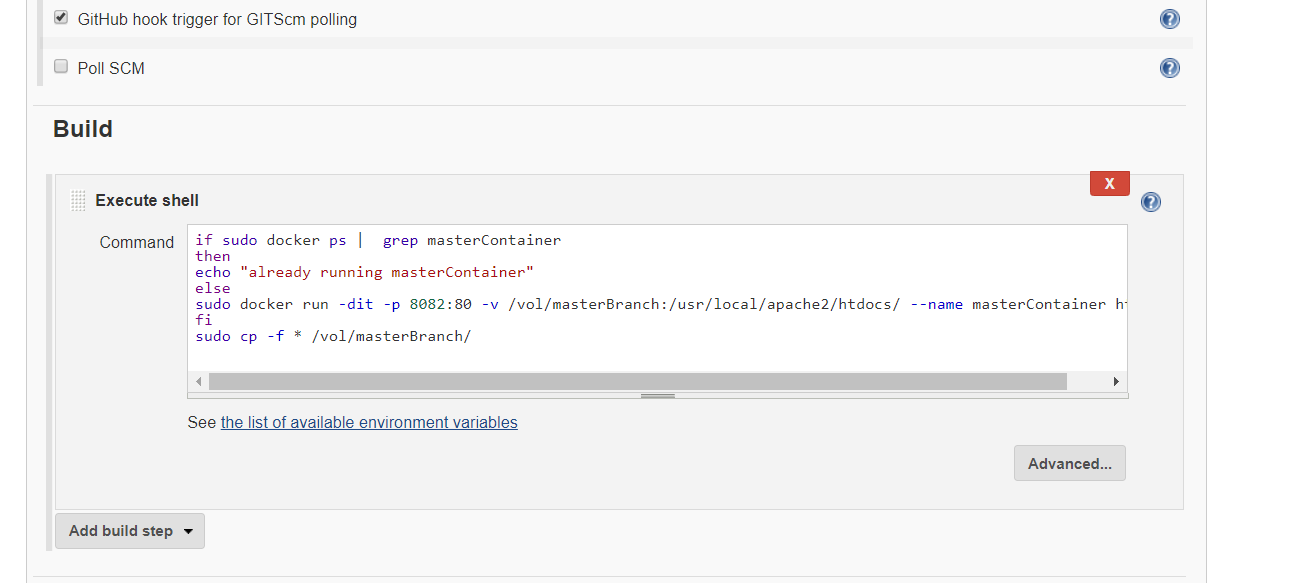 GitHub hook trigger for GITScm polling
?
Poll SCM
?
Build
Execute shell
X
?
Command
if sudo docker ps | grep masterContainer
then
echo "already running masterContainer"
else
sudo docker run -dit -p 8082:80 -v /vol/masterBranch:/usr/local/apache2/htdocs/ --name masterContainer
fi
sudo cp -f * /vol/masterBranch/
See the list of available environment variables
Advanced...
Add build step